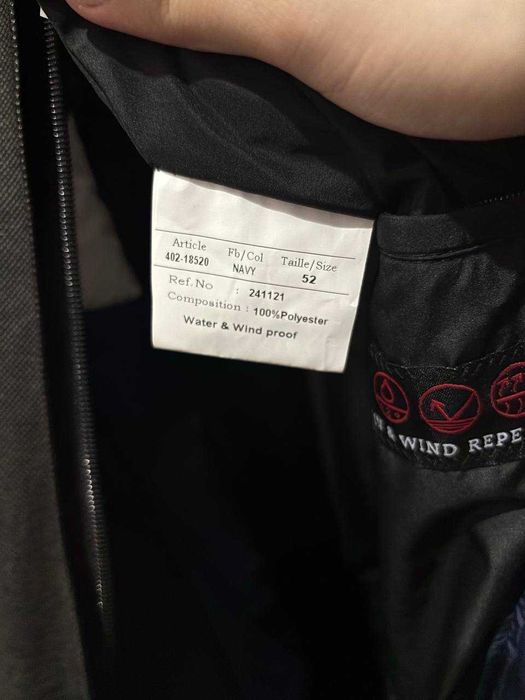 Article Fb/Col Taille/Size
402-18520 NAVY 52
Ref.No : 241121
Composition : 100%Polyester
Water & Wind proof
& WIND